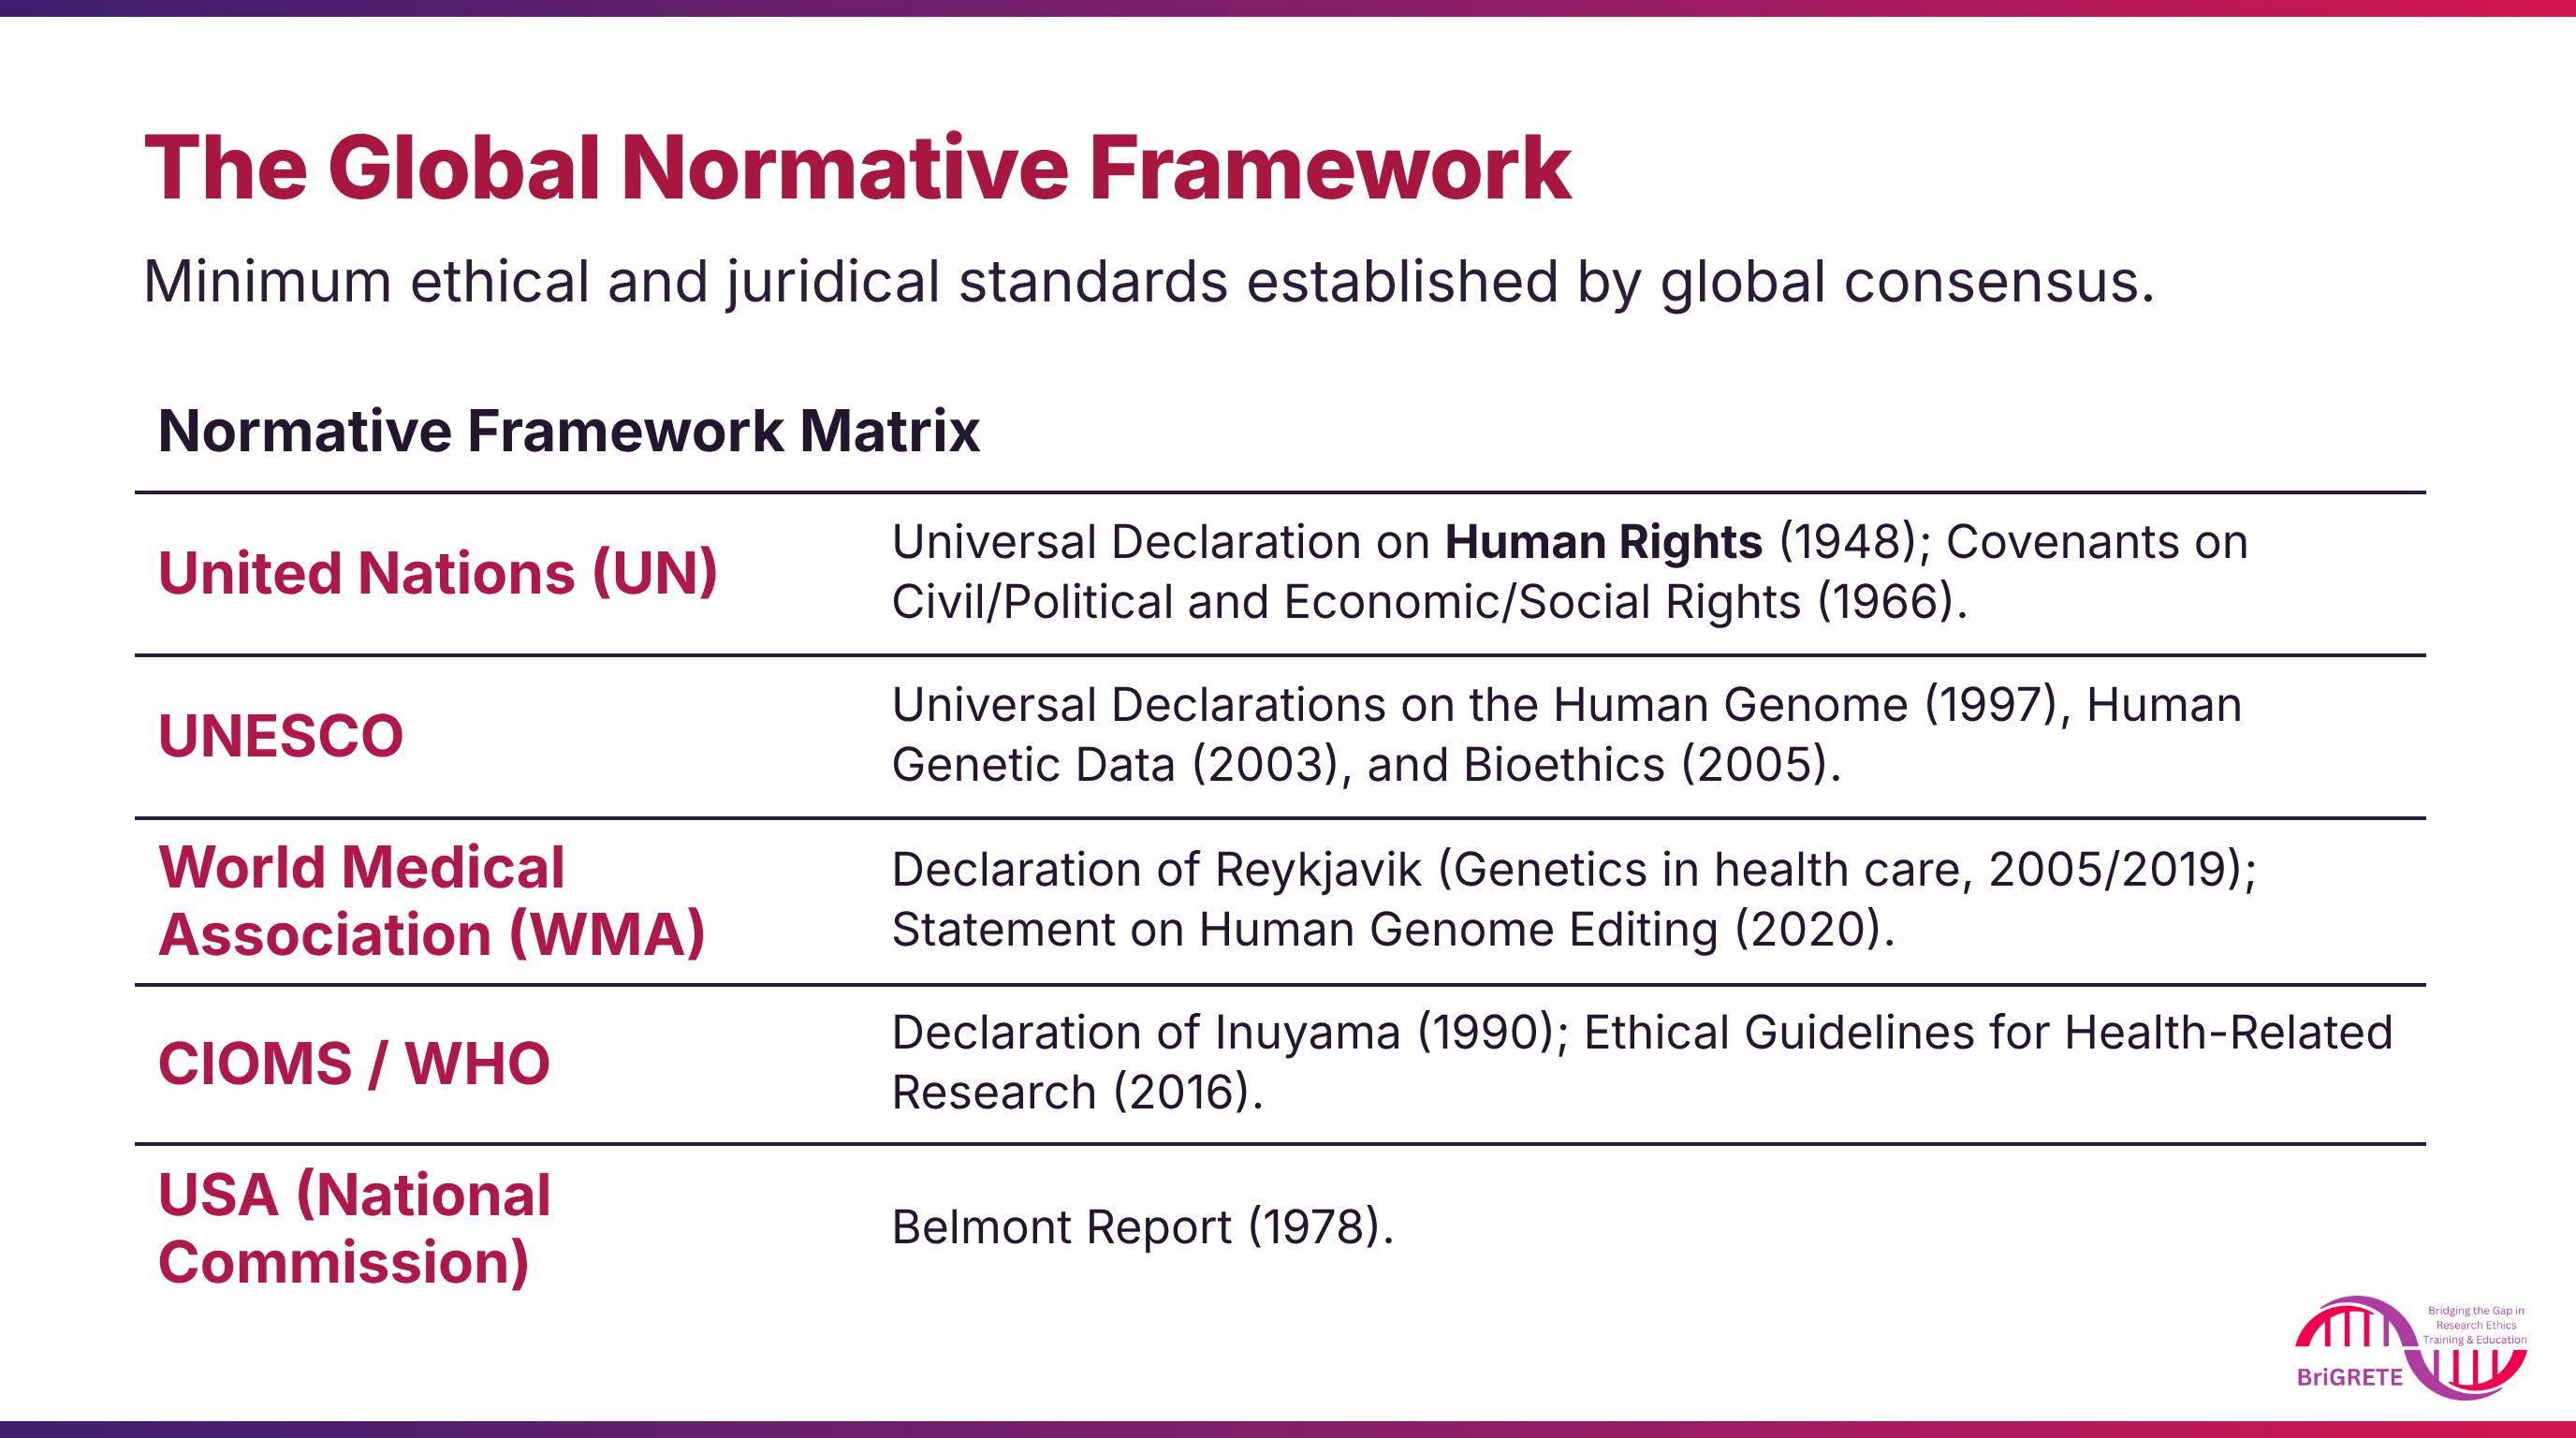 The Global Normative Framework
Minimum ethical and juridical standards established by global consensus.
Normative Framework Matrix
United Nations (UN)
Universal Declaration on Human Rights (1948); Covenants on
Civil/Political and Economic/Social Rights (1966).
UNESCO
Universal Declarations on the Human Genome (1997), Human
Genetic Data (2003), and Bioethics (2005).
World Medical
Association (WMA)
Declaration of Reykjavik (Genetics in health care, 2005/2019);
Statement on Human Genome Editing (2020).
CIOMS / WHO
Declaration of Inuyama (1990); Ethical Guidelines for Health-Related
Research (2016).
USA (National
Commission)
Belmont Report (1978).
Bridging the Gap in
Research Ethics
Training & Education
BriGRETE